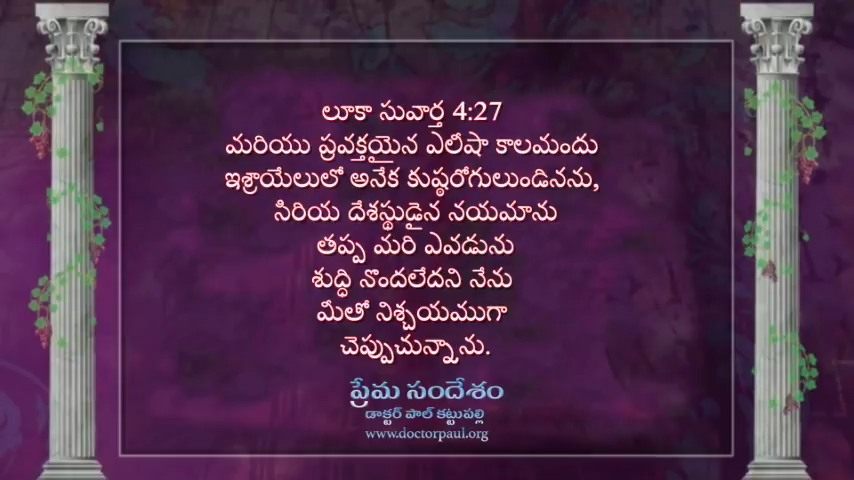 లూకా సువార్త 4:27
మరియు ప్రవక్తయైన ఎలీషా కాలమందు
ఇశ్రాయేలులో అనేక కుష్ఠరోగులుండినను,
సిరియ దేశస్థుడైన నయమాను
తప్ప మరి ఎవడును
శుద్ధి నొందలేదని నేను
మీతో నిశ్చయముగా
చెప్పుచున్నాను.
ప్రేమ సందేశం
డాక్టర్ పాల్ కట్టుపల్లి
www.doctorpaul.org